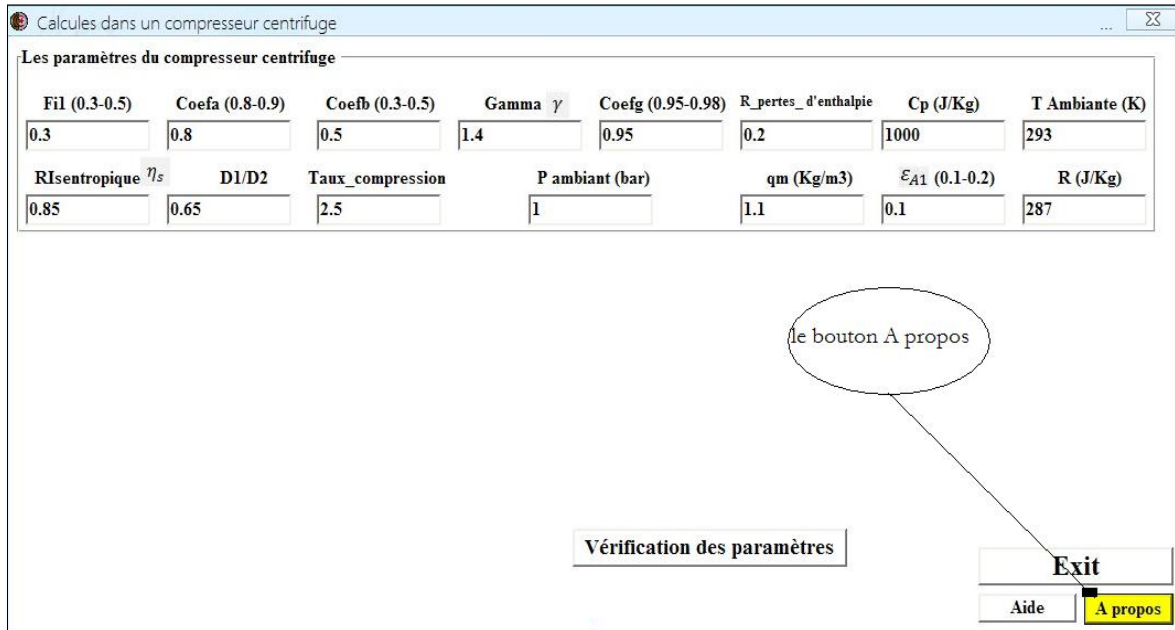 Calcules dans un compresseur centrifuge ...
Les paramètres du compresseur centrifuge
Fi1 (0.3-0.5) Coefa (0.8-0.9) Coefb (0.3-0.5) Gamma γ Coefg (0.95-0.98) R_pertes_ d'enthalpie Cp (J/Kg) T Ambiante (K)
0.3 0.8 0.5 1.4 0.95 0.2 1000 293
RIsentropique ηs D1/D2 Taux_compression P ambiant (bar) qm (Kg/m3) εA1 (0.1-0.2) R (J/Kg)
0.85 0.65 2.5 1 1.1 0.1 287
le bouton A propos
Vérification des paramètres
Exit
Aide A propos